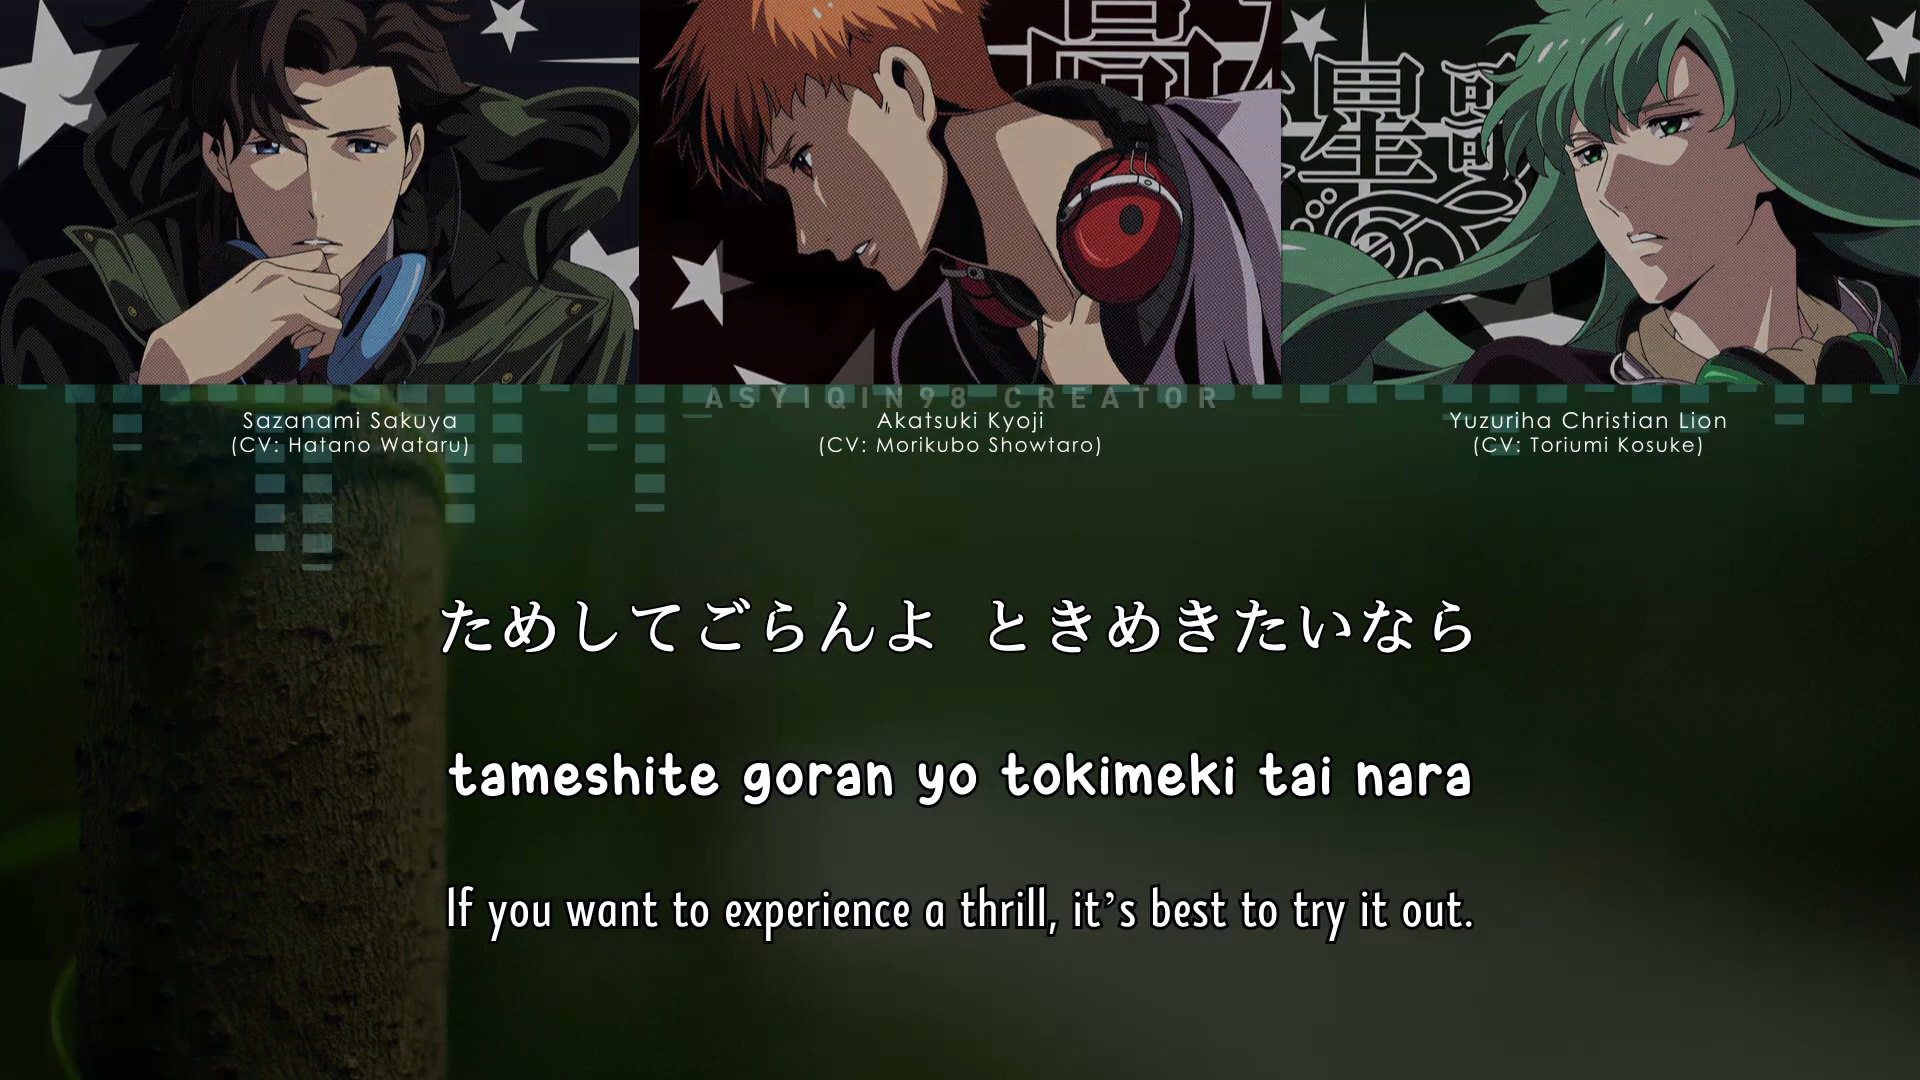 星
ASYIQIN98 CREATOR
Sazanami Sakuya
(CV: Hatano Wataru)
Akatsuki Kyoji
(CV: Morikubo Showtaro)
Yuzuriha Christian Lion
(CV: Toriumi Kosuke)
ためしてごらんよ ときめきたいなら
tameshite goran yo tokimeki tai nara
If you want to experience a thrill, it’s best to try it out.